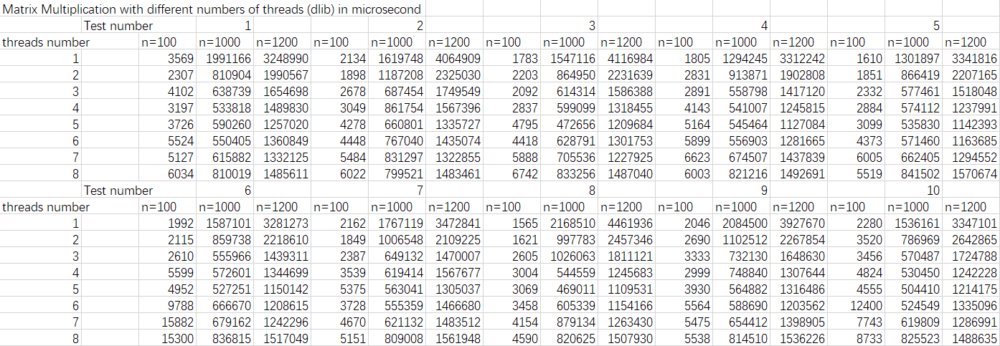 Matrix Multiplication with different numbers of threads (dlib) in microsecond
Test number 1 2 3 4 5
threads number n=100 n=1000 n=1200 n=100 n=1000 n=1200 n=100 n=1000 n=1200 n=100 n=1000 n=1200 n=100 n=1000 n=1200
1 3569 1991166 3248990 2134 1619748 4064909 1783 1547116 4116984 1805 1294245 3312242 1610 1301897 3341816
2 2307 810904 1990567 1898 1187208 2325030 2203 864950 2231639 2831 913871 1902808 1851 866419 2207165
3 4102 638739 1654698 2678 687454 1749549 2092 614314 1586388 2891 558798 1417120 2332 577461 1518048
4 3197 533818 1489830 3049 861754 1567396 2837 599099 1318455 4143 541007 1245815 2884 574112 1237991
5 3726 590260 1257020 4278 660801 1335727 4795 472656 1209684 5164 545464 1127084 3099 535830 1142393
6 5524 550405 1360849 4448 767040 1435074 4418 628791 1301753 5899 556903 1281665 4373 571460 1163685
7 5127 615882 1332125 5484 831297 1322855 5888 705536 1227925 6623 674507 1437839 6005 662405 1294552
8 6034 810019 1485611 6022 799521 1483461 6742 833256 1487040 6003 821216 1492691 5519 841502 1570674
Test number 6 7 8 9 10
threads number n=100 n=1000 n=1200 n=100 n=1000 n=1200 n=100 n=1000 n=1200 n=100 n=1000 n=1200 n=100 n=1000 n=1200
1 1992 1587101 3281273 2162 1767119 3472841 1565 2168510 4461936 2046 2084500 3927670 2280 1536161 3347101
2 2115 859738 2218610 1849 1006548 2109225 1621 997783 2457346 2690 1102512 2267854 3520 786969 2642865
3 2610 555966 1439311 2387 649132 1470007 2605 1026063 1811121 3333 732130 1648630 3456 570487 1724788
4 5599 572601 1344699 3539 619414 1567677 3004 544559 1245683 2999 748840 1307644 4824 530450 1242228
5 4952 527251 1150142 5375 563041 1305037 3069 469011 1109531 3930 564882 1316486 4555 504410 1214175
6 9788 666670 1208615 3728 555359 1466680 3458 605339 1154166 5564 588690 1203562 12400 524549 1335096
7 15882 679162 1242296 4670 621132 1483512 4154 879134 1263430 5475 654412 1398905 7743 619809 1286991
8 15300 836815 1517049 5151 809008 1561948 4590 820625 1507930 5538 814510 1536226 8733 825523 1488635